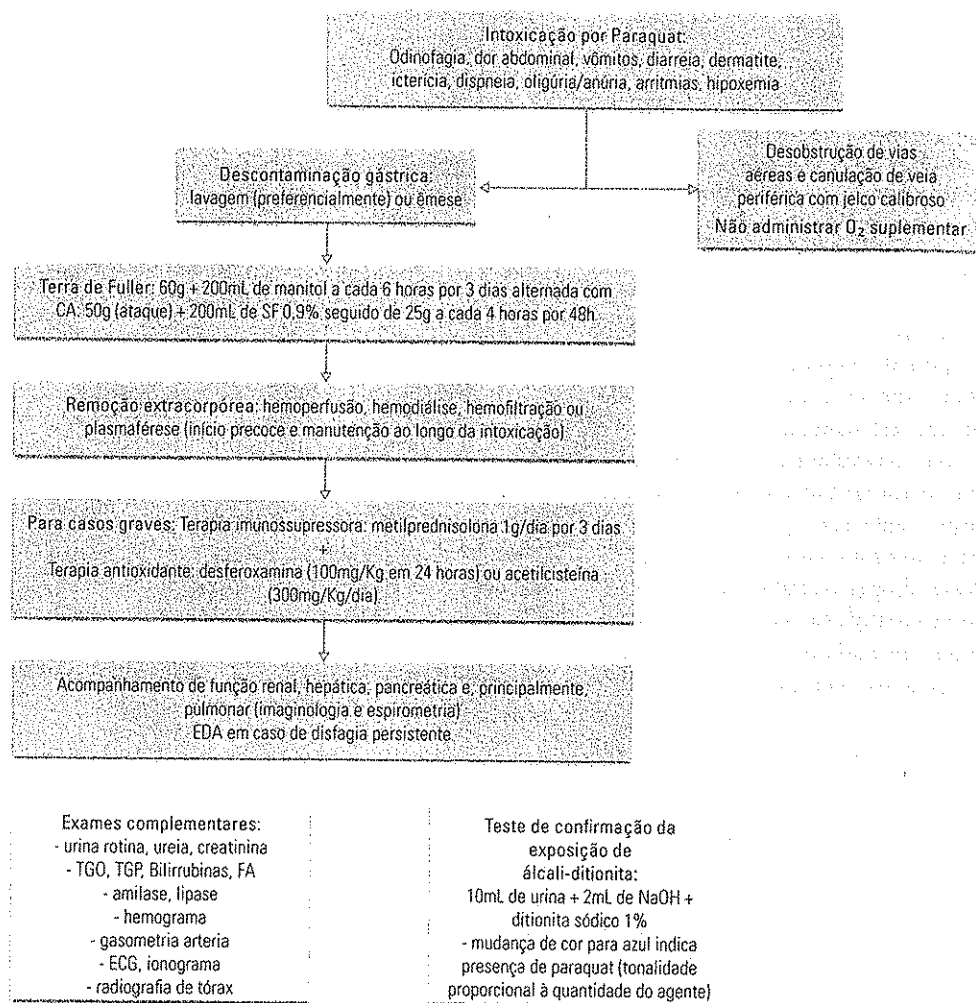 Intoxicação por Paraquat:
Odinofagia, dor abdominal, vômitos, diarreia, dermatite,
icterícia, dispneia, oligúria/anúria, arritmias, hipoxemia
Descontaminação gástrica:
lavagem (preferencialmente) ou êmese
Desobstrução de vias
aéreas e canulação de veia
periférica com jelco calibroso
Não administrar O₂ suplementar
Terra de Fuller: 60g + 200mL de manitol a cada 6 horas por 3 dias alternada com
CA: 50g (ataque) + 200mL de SF 0,9% seguido de 25g a cada 4 horas por 48h
Remoção extracorpórea: hemoperfusão, hemodiálise, hemofiltração ou
plasmaférese (início precoce e manutenção ao longo da intoxicação)
Para casos graves: Terapia imunossupressora: metilprednisolona 1g/dia por 3 dias
+
Terapia antioxidante: desferoxamina (100mg/Kg em 24 horas) ou acetilcisteína
(300mg/Kg/dia)
Acompanhamento de função renal, hepática, pancreática e, principalmente,
pulmonar (imaginologia e espirometria)
EDA em caso de disfagia persistente
Exames complementares:
- urina rotina, ureia, creatinina
- TGO, TGP, Bilirrubinas, FA
- amilase, lipase
- hemograma
- gasometria arteria
- ECG, ionograma
- radiografia de tórax
Teste de confirmação da
exposição de
álcali-ditionita:
10mL de urina + 2mL de NaOH +
ditionita sódico 1%
- mudança de cor para azul indica
presença de paraquat (tonalidade
proporcional à quantidade do agente)